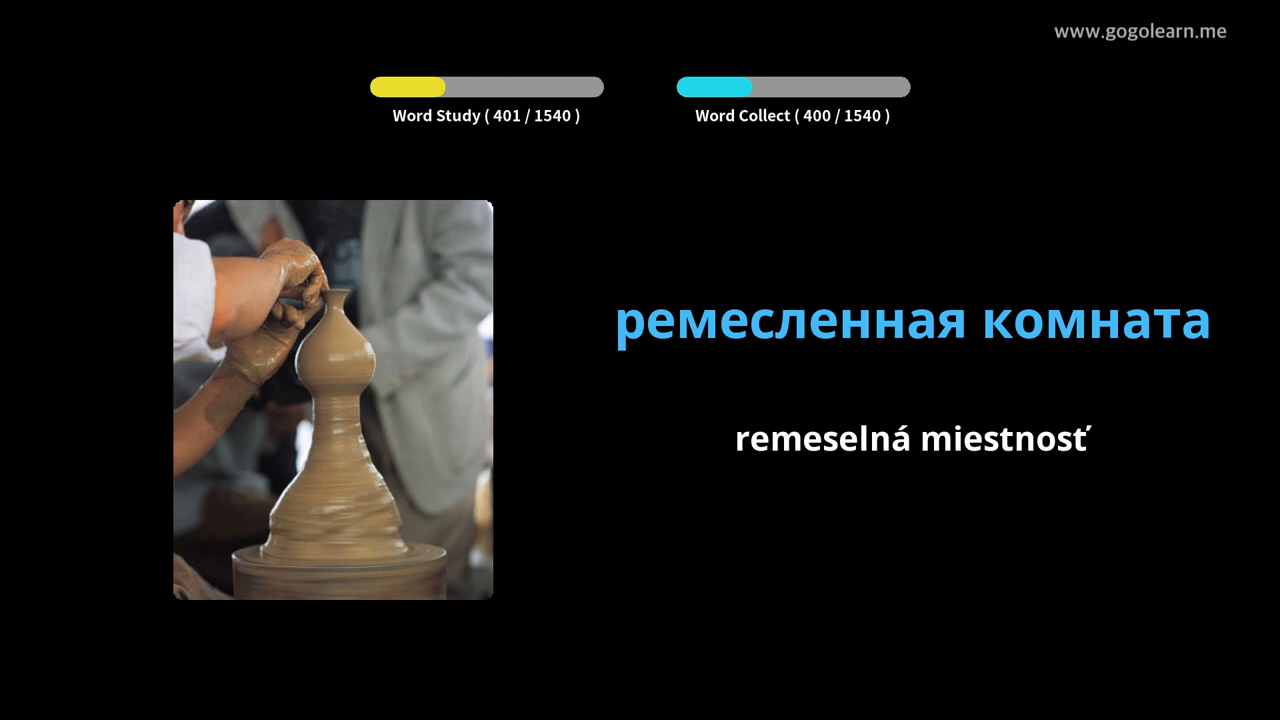 www.gogolearn.me
Word Study ( 401 / 1540 )
Word Collect ( 400 / 1540 )
ремесленная комната
remeselná miestnosť